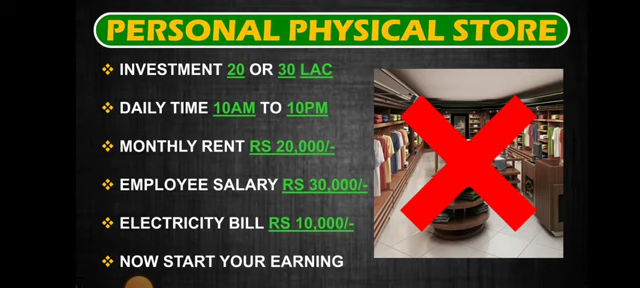 PERSONAL PHYSICAL STORE
INVESTMENT 20 OR 30 LAC
DAILY TIME 10AM TO 10PM
MONTHLY RENT RS 20,000/-
EMPLOYEE SALARY RS 30,000/-
ELECTRICITY BILL RS 10,000/-
NOW START YOUR EARNING